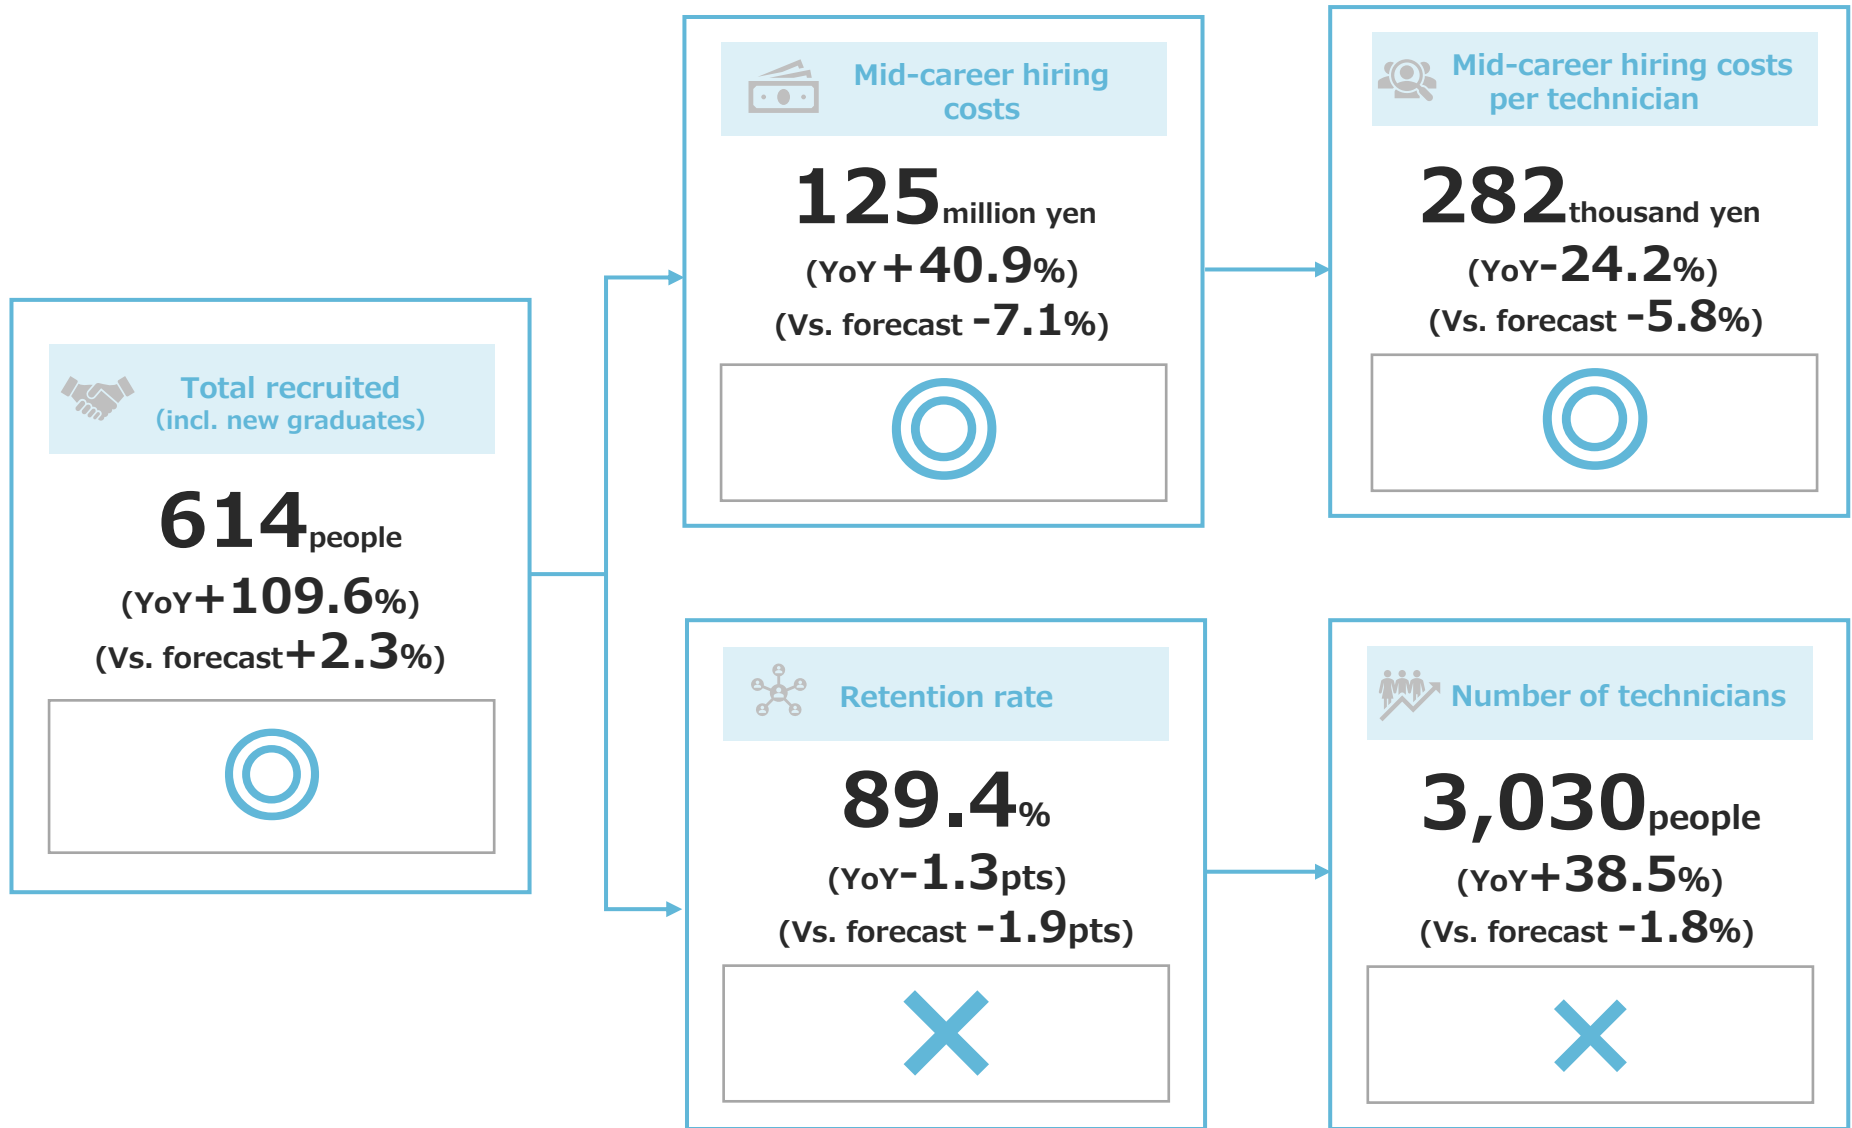 Total recruited
(incl. new graduates)
614people
(YoY+109.6%)
(Vs. forecast+2.3%)
Mid-career hiring
costs
125million yen
(YoY+40.9%)
(Vs. forecast -7.1%)
Mid-career hiring costs
per technician
282thousand yen
(YoY-24.2%)
(Vs. forecast -5.8%)
Retention rate
89.4%
(YoY-1.3pts)
(Vs. forecast -1.9pts)
Number of technicians
3,030people
(YoY+38.5%)
(Vs. forecast -1.8%)